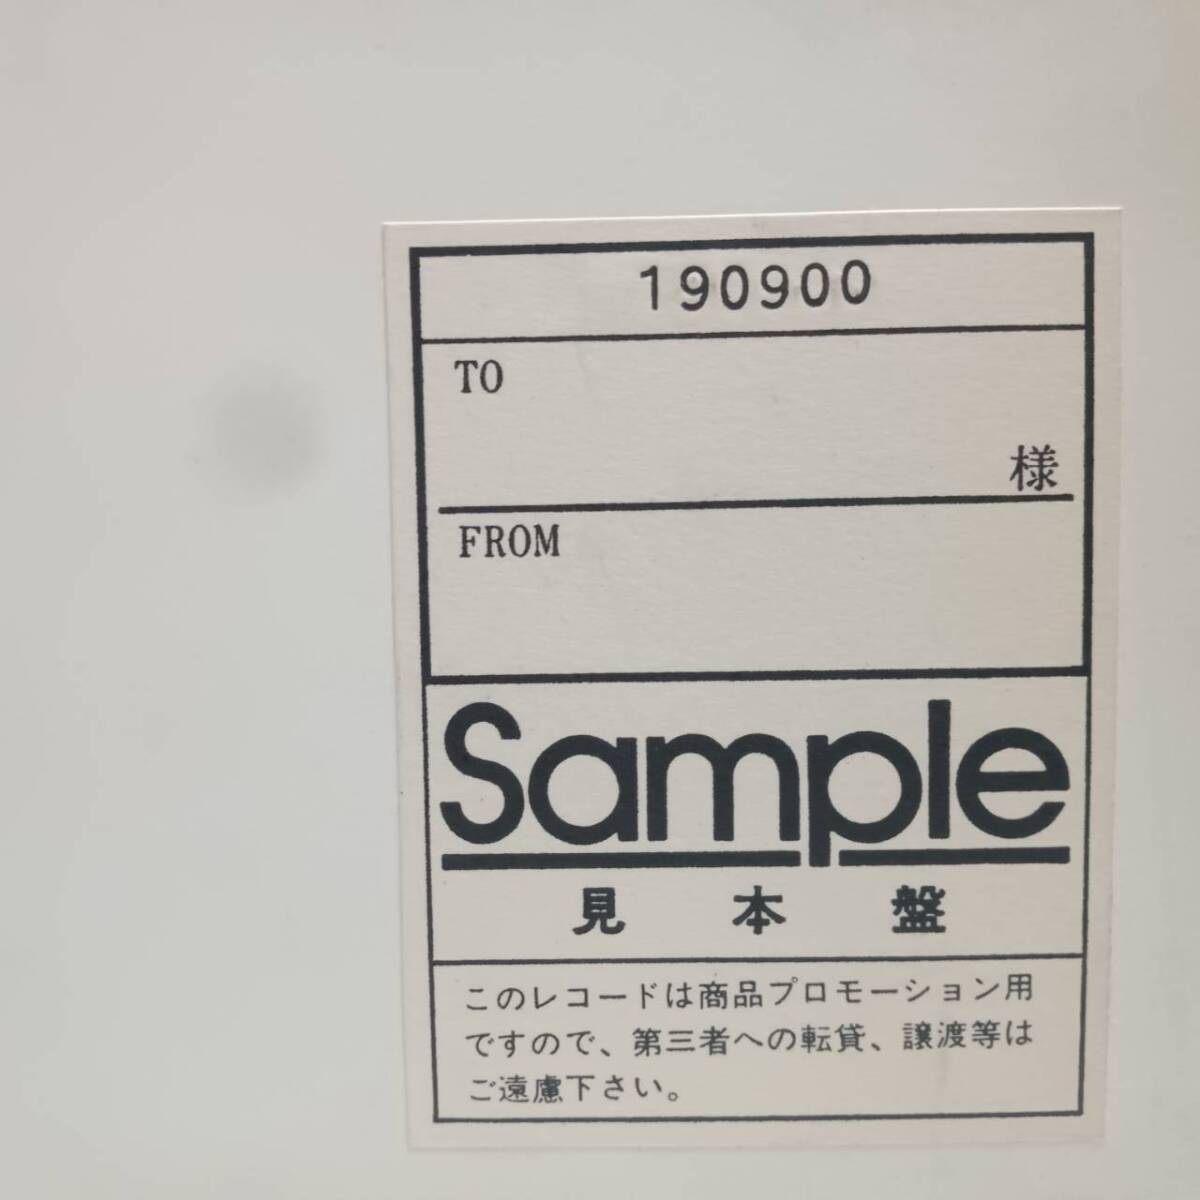 190900
TO
様
FROM
Sample
見本盤
このレコードは商品プロモーション用
ですので、第三者への転貸、譲渡等は
ご遠慮下さい。